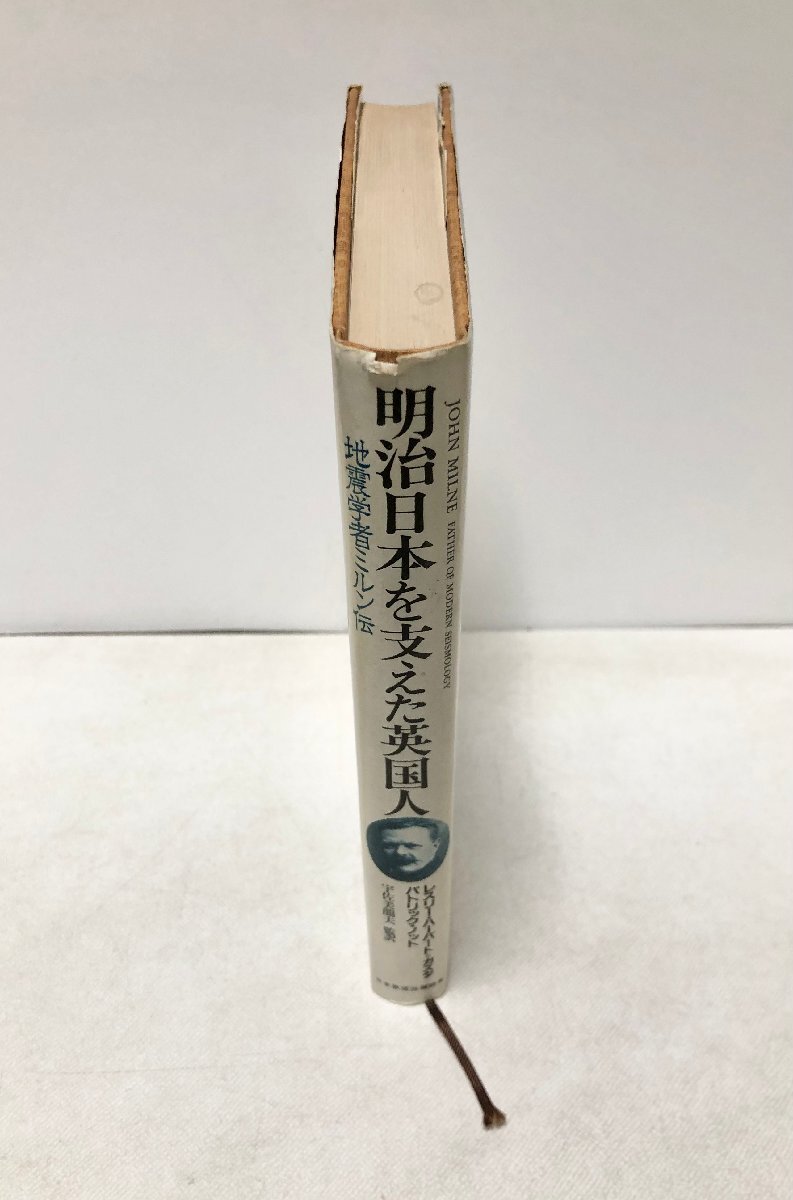 JOHN MILNE FATHER OF MODERN SEISMOLOGY
明治日本を支えた英国人
地震学者ミルン伝
レスリー・ハーバート・ガスタ
パトリック・ノット
宇佐美龍夫 監訳